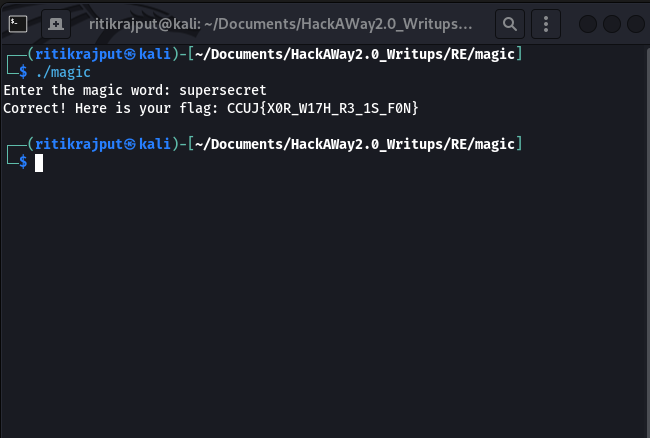 ritikrajput@kali: ~/Documents/HackAWay2.0_Writups...
┌──(ritikrajput㉿kali)-[~/Documents/HackAWay2.0_Writups/RE/magic]
└─$ ./magic
Enter the magic word: supersecret
Correct! Here is your flag: CCUJ{X0R_W17H_R3_1S_F0N}
┌──(ritikrajput㉿kali)-[~/Documents/HackAWay2.0_Writups/RE/magic]
└─$